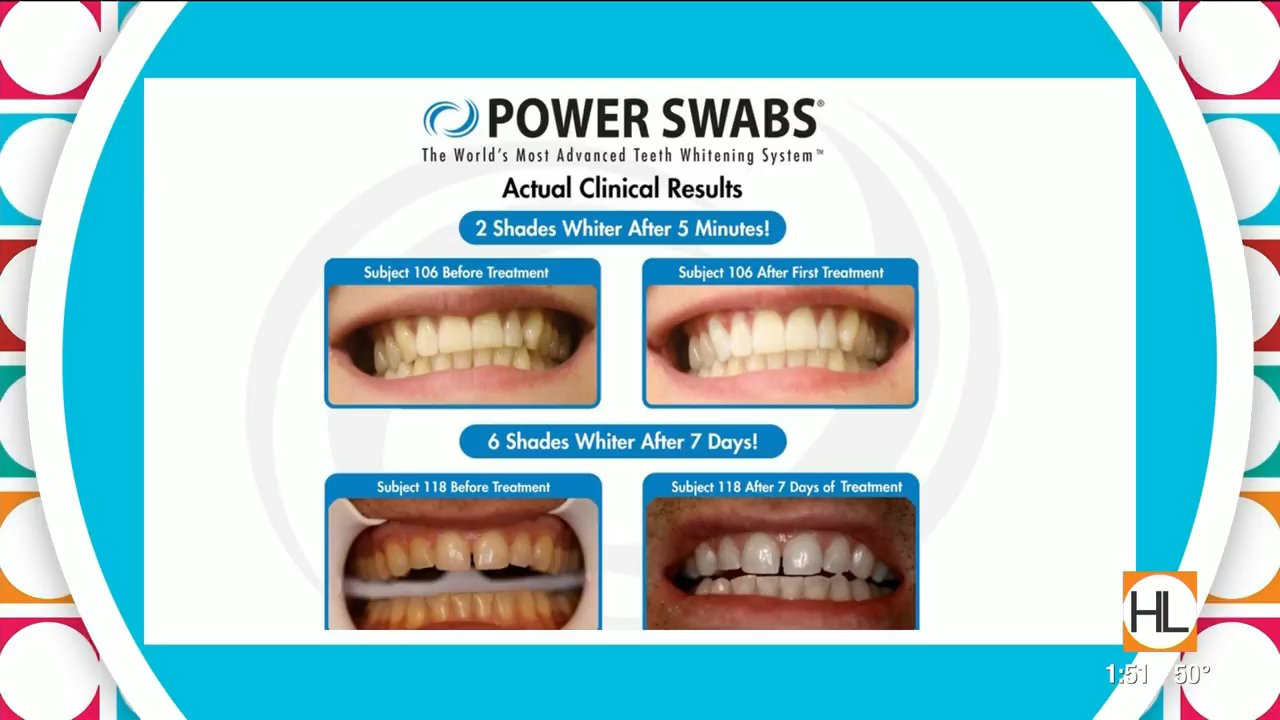 POWER SWABS®
The World's Most Advanced Teeth Whitening System™
Actual Clinical Results
2 Shades Whiter After 5 Minutes!
Subject 106 Before Treatment
Subject 106 After First Treatment
6 Shades Whiter After 7 Days!
Subject 118 Before Treatment
Subject 118 After 7 Days of Treatment
HL
1:51 50°